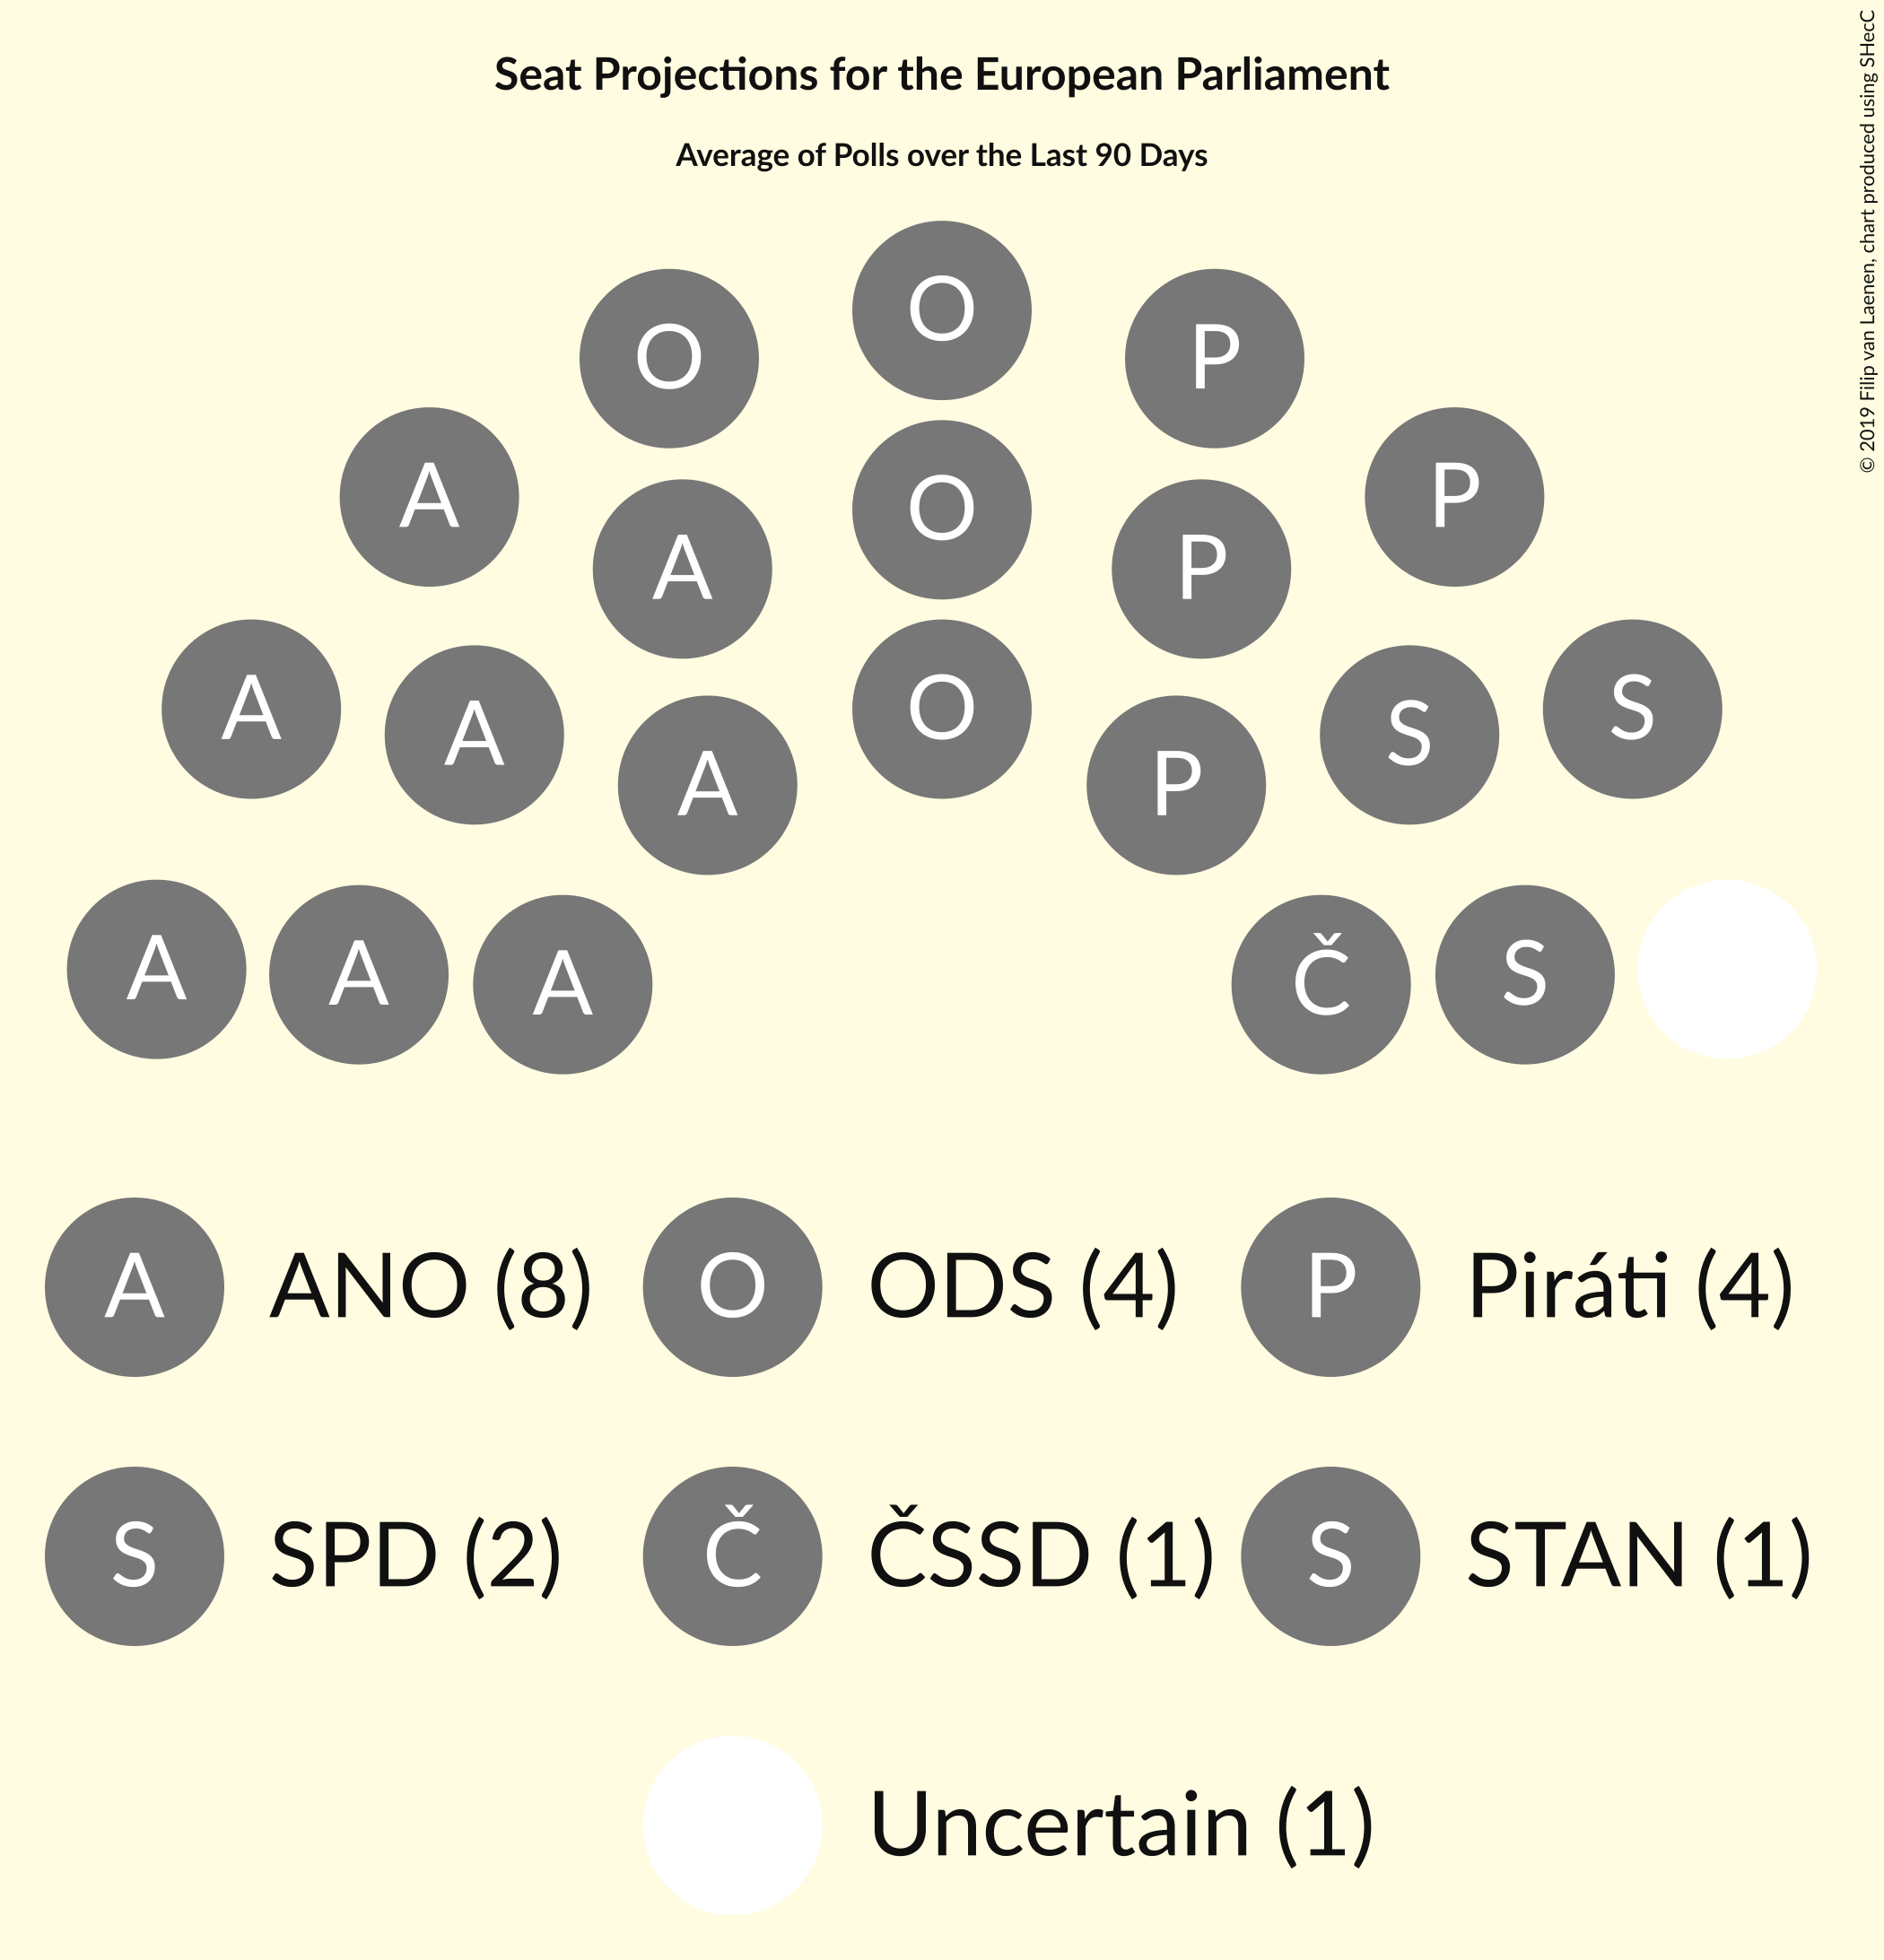 Seat Projections for the European Parliament
Average of Polls over the Last 90 Days
© 2019 Filip van Laenen, chart produced using SHecC
O
O P
A O P P
A
A O S S
A A P
A A A Č S
A ANO (8) O ODS (4) P Piráti (4)
S SPD (2) Č ČSSD (1) S STAN (1)
Uncertain (1)